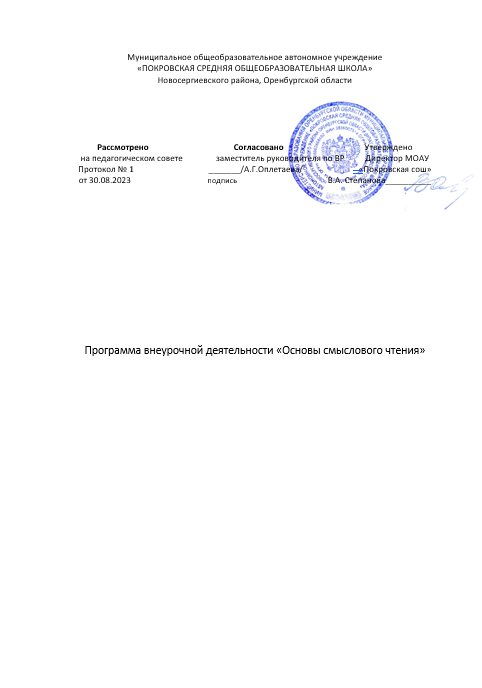 Муниципальное общеобразовательное автономное учреждение
«ПОКРОВСКАЯ СРЕДНЯЯ ОБЩЕОБРАЗОВАТЕЛЬНАЯ ШКОЛА»
Новосергиевского района, Оренбургской области
Рассмотрено Согласовано Утверждено
на педагогическом совете заместитель руководителя по ВР Директор МОАУ
Протокол № 1 ________/А.Г.Оплетаева/ «Покровская сош»
от 30.08.2023 подпись В.А. Степанова__________
Программа внеурочной деятельности «Основы смыслового чтения»